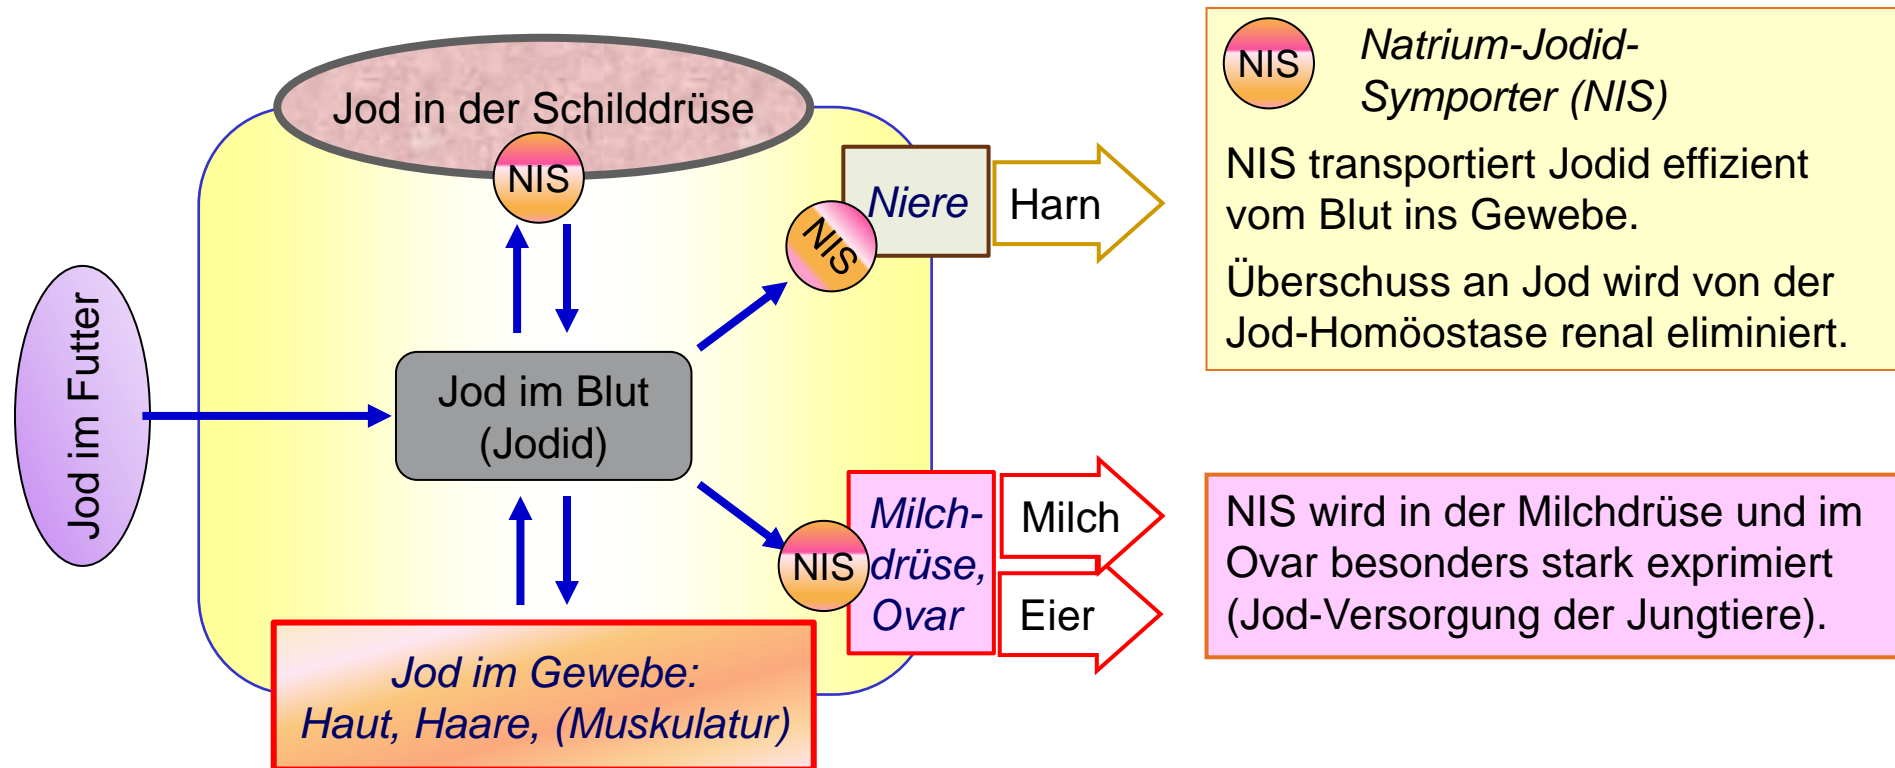 Jod in der Schilddrüse
NIS
Jod im Futter
Jod im Blut
(Jodid)
Niere
NIS
Harn
Milch-
drüse,
Ovar
NIS
Milch
Eier
Jod im Gewebe:
Haut, Haare, (Muskulatur)
NIS
Natrium-Jodid-
Symporter (NIS)
NIS transportiert Jodid effizient
vom Blut ins Gewebe.
Überschuss an Jod wird von der
Jod-Homöostase renal eliminiert.
NIS wird in der Milchdrüse und im
Ovar besonders stark exprimiert
(Jod-Versorgung der Jungtiere).